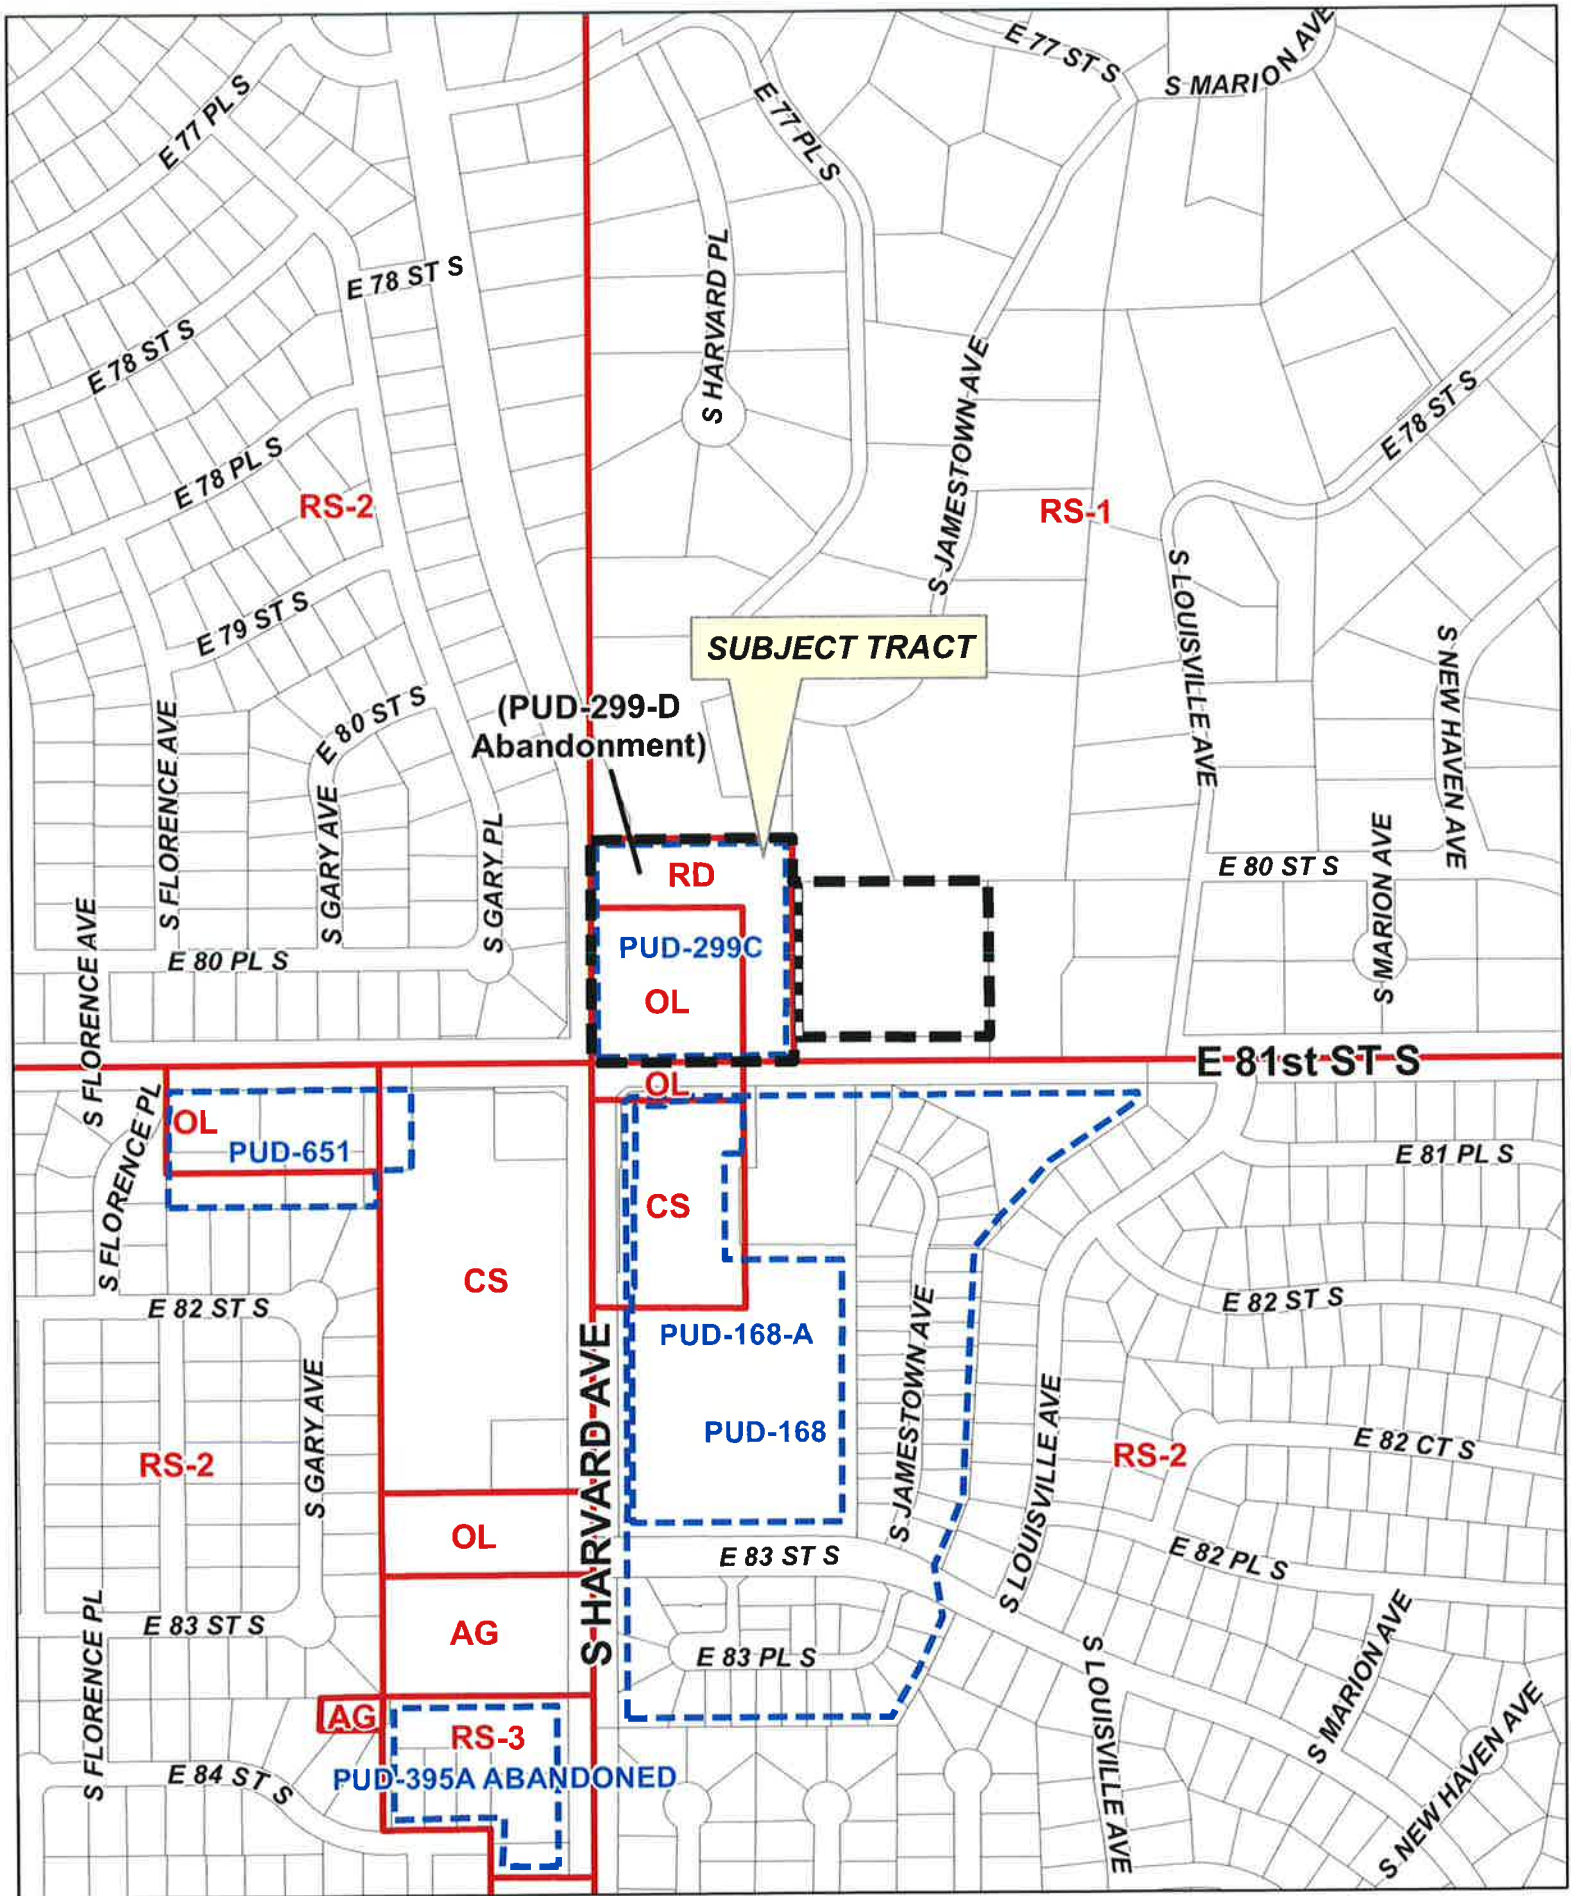 E 77 ST S
S MARION AVE
E 77 PL S
E 77 PL S
S HARVARD PL
E 78 ST S
E 78 ST S
S JAMESTOWN AVE
E 78 ST S
E 78 PL S
RS-2
RS-1
S LOUISVILLE AVE
E 79 ST S
S NEW HAVEN AVE
SUBJECT TRACT
E 80 ST S
(PUD-299-D
Abandonment)
S FLORENCE AVE
S GARY AVE
S GARY PL
RD
E 80 ST S
S MARION AVE
PUD-299C
E 80 PL S
OL
S FLORENCE AVE
E 81st ST S
OL
S FLORENCE PL
OL
PUD-651
E 81 PL S
CS
CS
E 82 ST S
E 82 ST S
S HARVARD AVE
PUD-168-A
S JAMESTOWN AVE
S GARY AVE
S LOUISVILLE AVE
PUD-168
E 82 CT S
RS-2
RS-2
OL
E 83 ST S
E 82 PL S
AG
E 83 ST S
S FLORENCE PL
E 83 PL S
S LOUISVILLE AVE
S MARION AVE
AG
RS-3
S NEW HAVEN AVE
E 84 ST S
PUD-395A ABANDONED